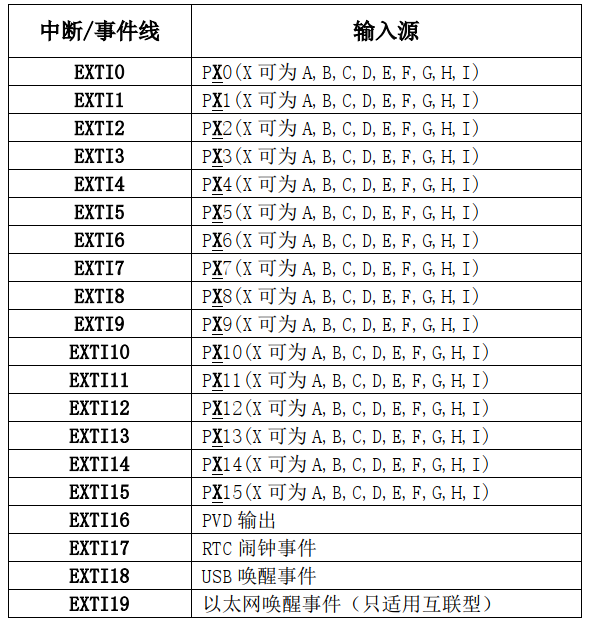 中断/事件线 输入源
EXTI0 PX0(X 可为 A,B,C,D,E,F,G,H,I)
EXTI1 PX1(X 可为 A,B,C,D,E,F,G,H,I)
EXTI2 PX2(X 可为 A,B,C,D,E,F,G,H,I)
EXTI3 PX3(X 可为 A,B,C,D,E,F,G,H,I)
EXTI4 PX4(X 可为 A,B,C,D,E,F,G,H,I)
EXTI5 PX5(X 可为 A,B,C,D,E,F,G,H,I)
EXTI6 PX6(X 可为 A,B,C,D,E,F,G,H,I)
EXTI7 PX7(X 可为 A,B,C,D,E,F,G,H,I)
EXTI8 PX8(X 可为 A,B,C,D,E,F,G,H,I)
EXTI9 PX9(X 可为 A,B,C,D,E,F,G,H,I)
EXTI10 PX10(X 可为 A,B,C,D,E,F,G,H,I)
EXTI11 PX11(X 可为 A,B,C,D,E,F,G,H,I)
EXTI12 PX12(X 可为 A,B,C,D,E,F,G,H,I)
EXTI13 PX13(X 可为 A,B,C,D,E,F,G,H,I)
EXTI14 PX14(X 可为 A,B,C,D,E,F,G,H,I)
EXTI15 PX15(X 可为 A,B,C,D,E,F,G,H,I)
EXTI16 PVD 输出
EXTI17 RTC 闹钟事件
EXTI18 USB 唤醒事件
EXTI19 以太网唤醒事件（只适用互联型）